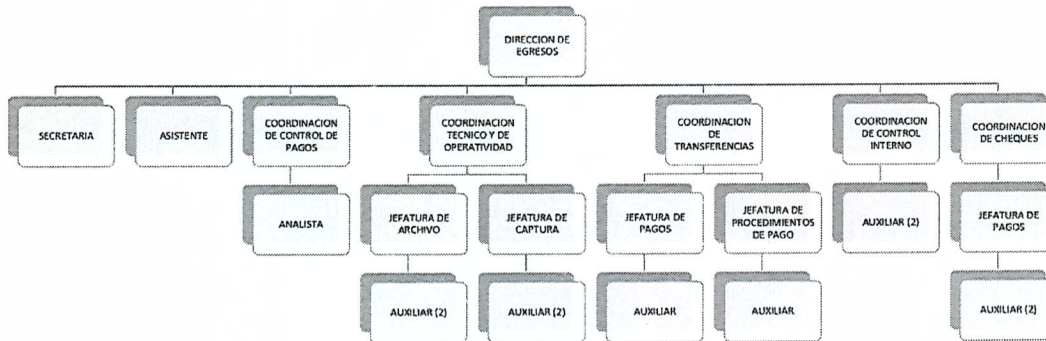 DIRECCION DE
EGRESOS
SECRETARIA
ASISTENTE
COORDINACION
DE CONTROL DE
PAGOS
COORDINACION
TECNICO Y DE
OPERATIVIDAD
COORDINACION
DE
TRANSFERENCIAS
COORDINACION
DE CONTROL
INTERNO
COORDINACION
DE CHEQUES
ANALISTA
JEFATURA DE
ARCHIVO
JEFATURA DE
CAPTURA
JEFATURA DE
PAGOS
JEFATURA DE
PROCEDIMIENTOS
DE PAGO
AUXILIAR (2)
JEFATURA DE
PAGOS
AUXILIAR (2)
AUXILIAR (2)
AUXILIAR
AUXILIAR
AUXILIAR (2)